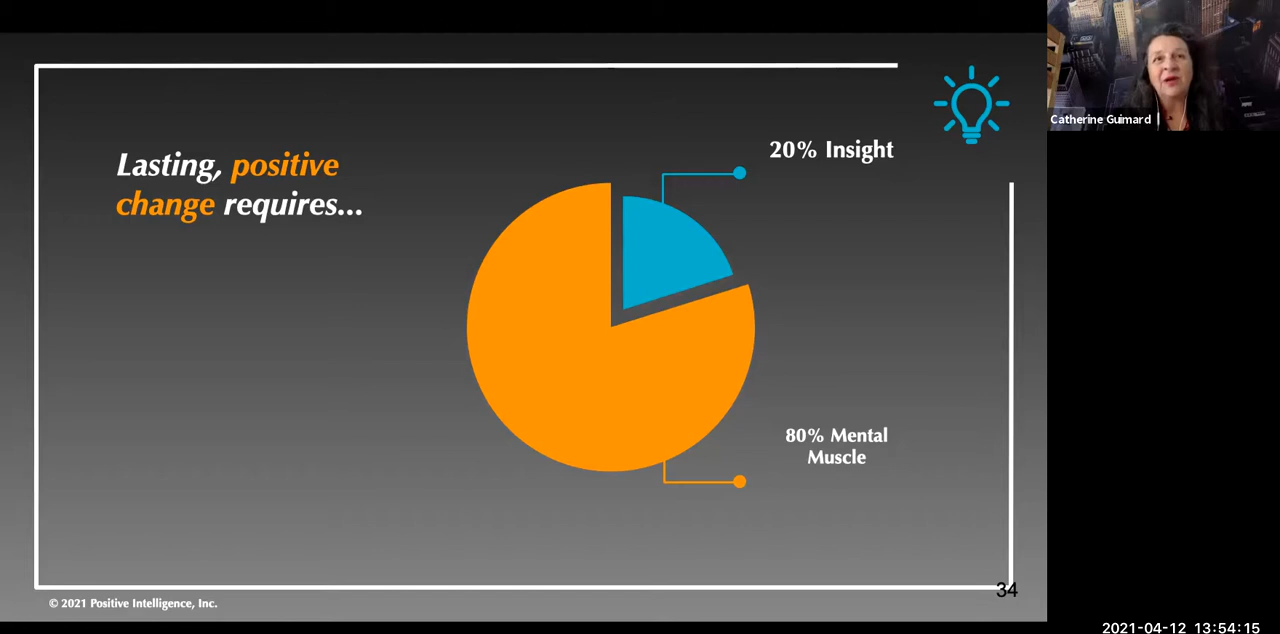 Lasting, positive
change requires...
20% Insight
80% Mental
Muscle
© 2021 Positive Intelligence, Inc.
34
Catherine Guimard
2021-04-12 13:54:15